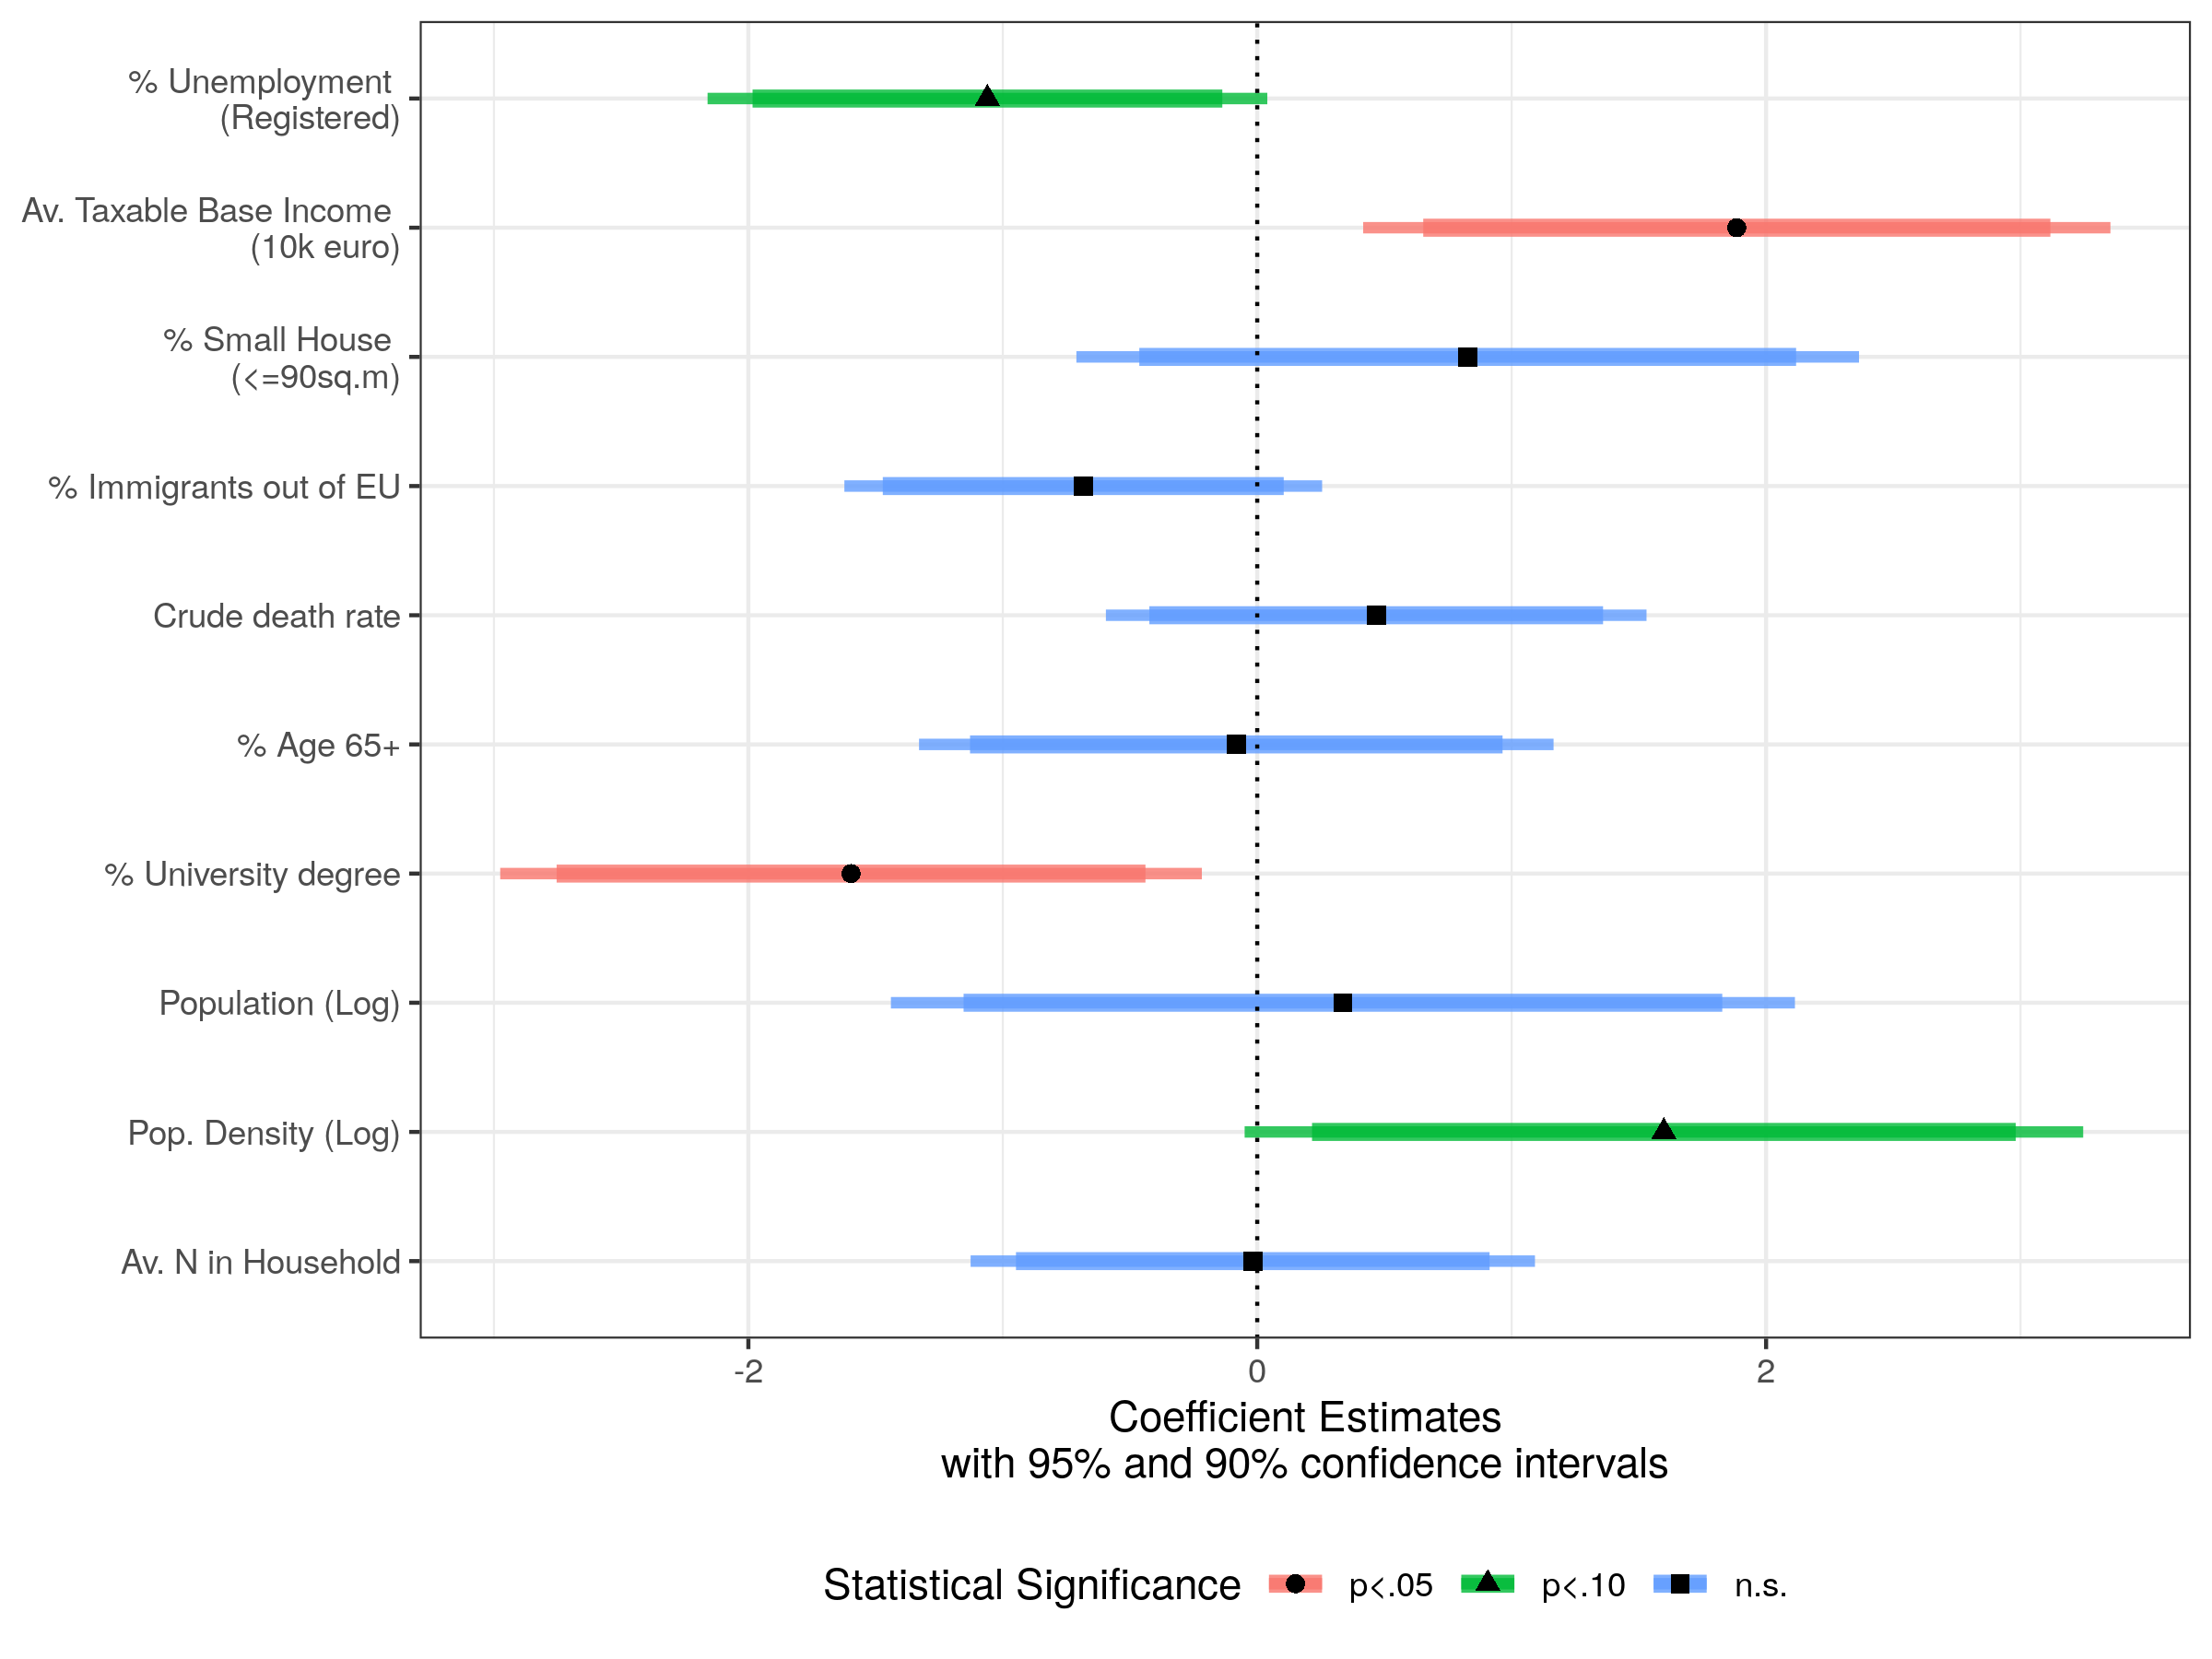 % Unemployment
(Registered)
Av. Taxable Base Income
(10k euro)
% Small House
(<=90sq.m)
% Immigrants out of EU
Crude death rate
% Age 65+
% University degree
Population (Log)
Pop. Density (Log)
Av. N in Household
-2 0 2
Coefficient Estimates
with 95% and 90% confidence intervals
Statistical Significance p<.05 p<.10 n.s.